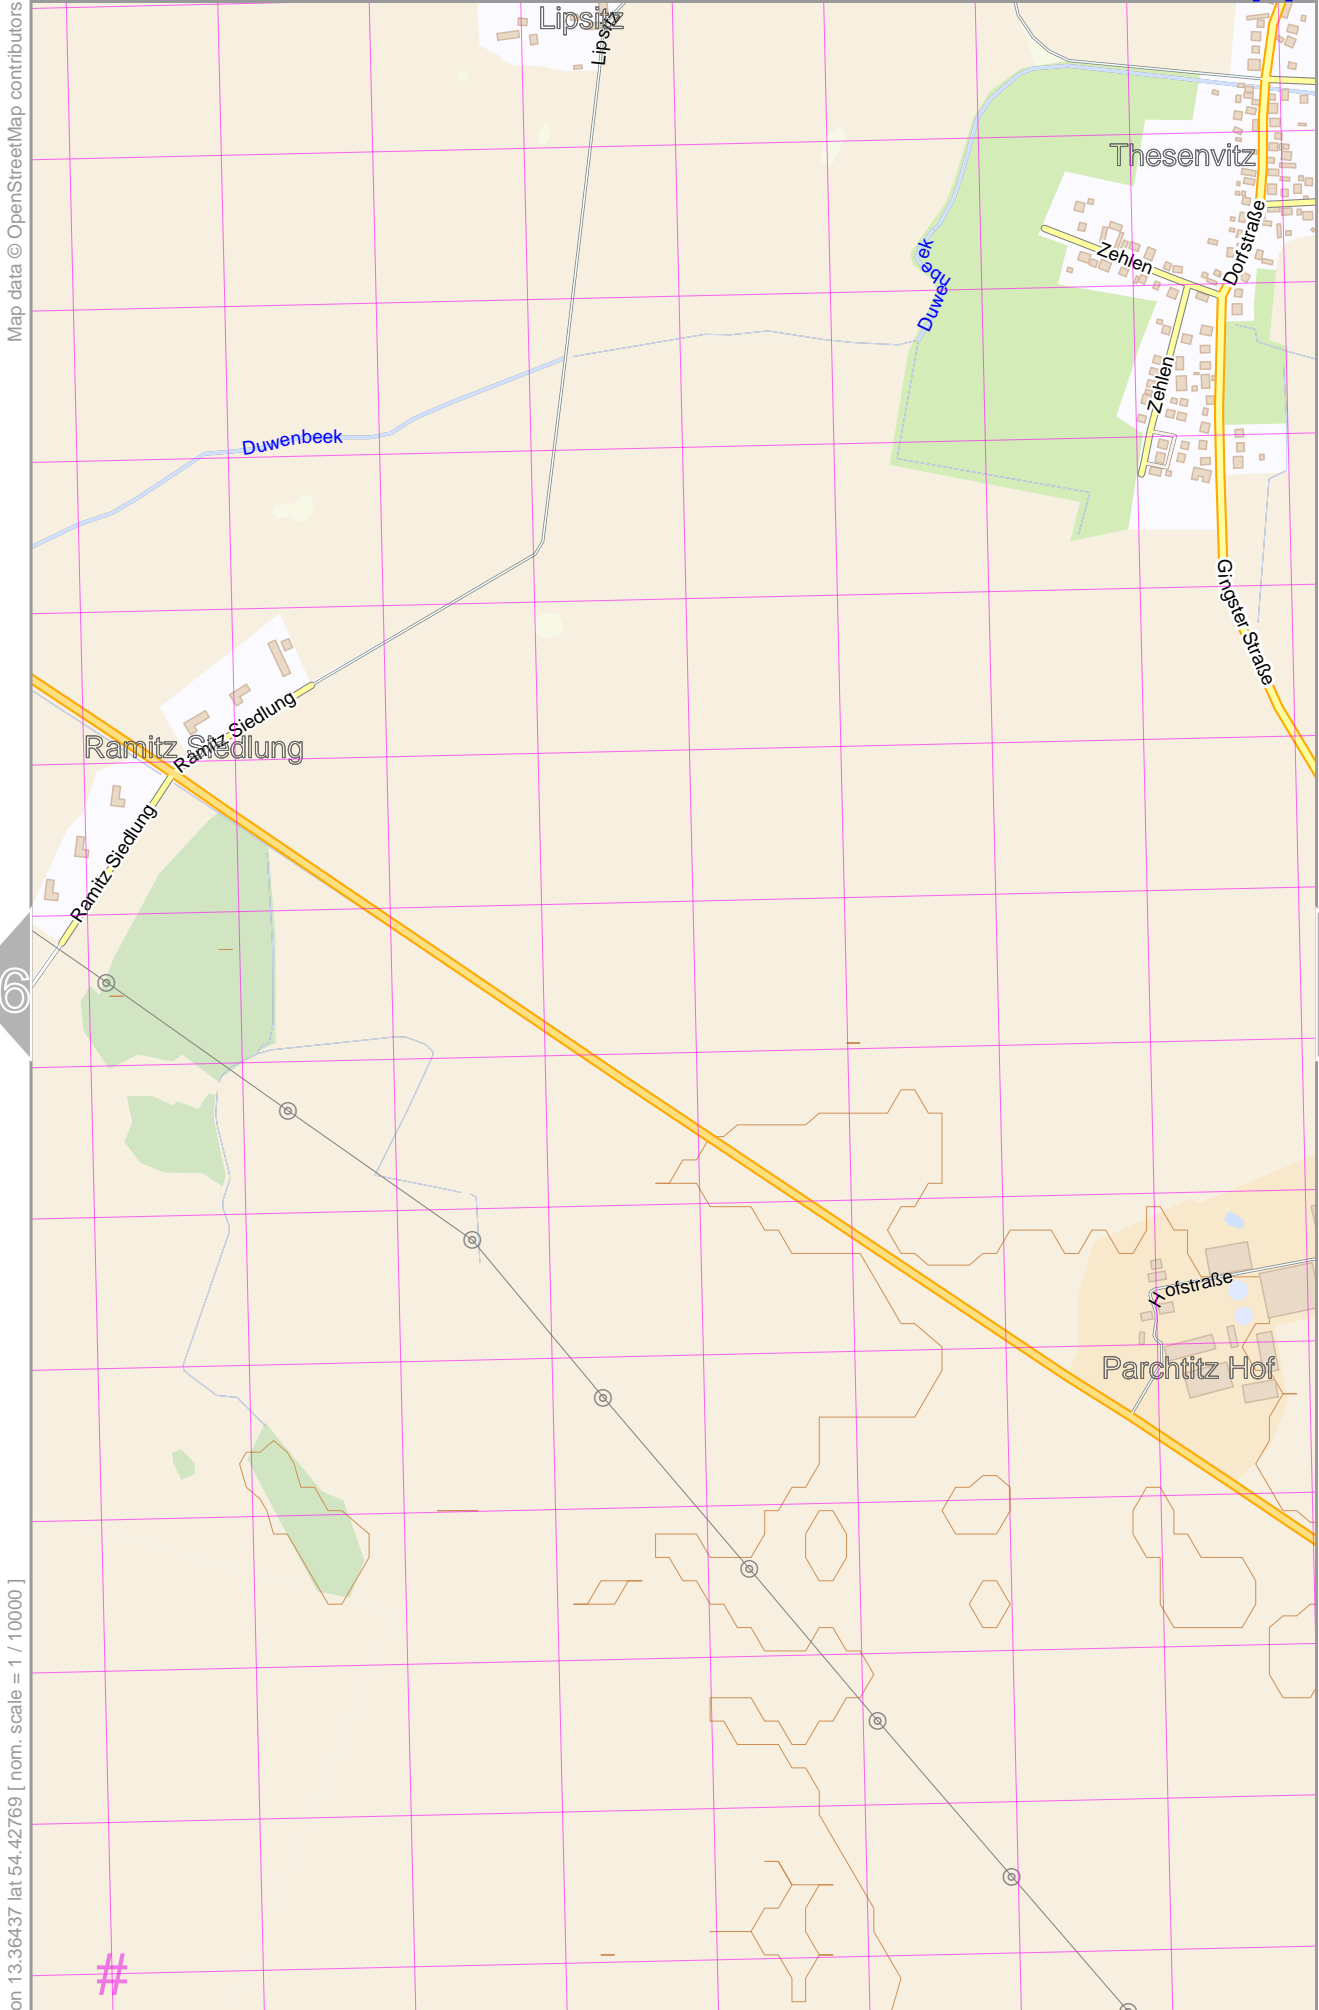 Map data © OpenStreetMap contributors
Lipsitz
Lipsitz
Thesenvitz
Dorfstraße
Zehlen
Zehlen
Duwenbeek
Duwenbeek
Gingster Straße
Ramitz Siedlung
Ramitz Siedlung
Ramitz Siedlung
6
Hofstraße
Parchtitz Hof
on 13.36437 lat 54.42769 [ nom. scale = 1 / 10000 ]
#